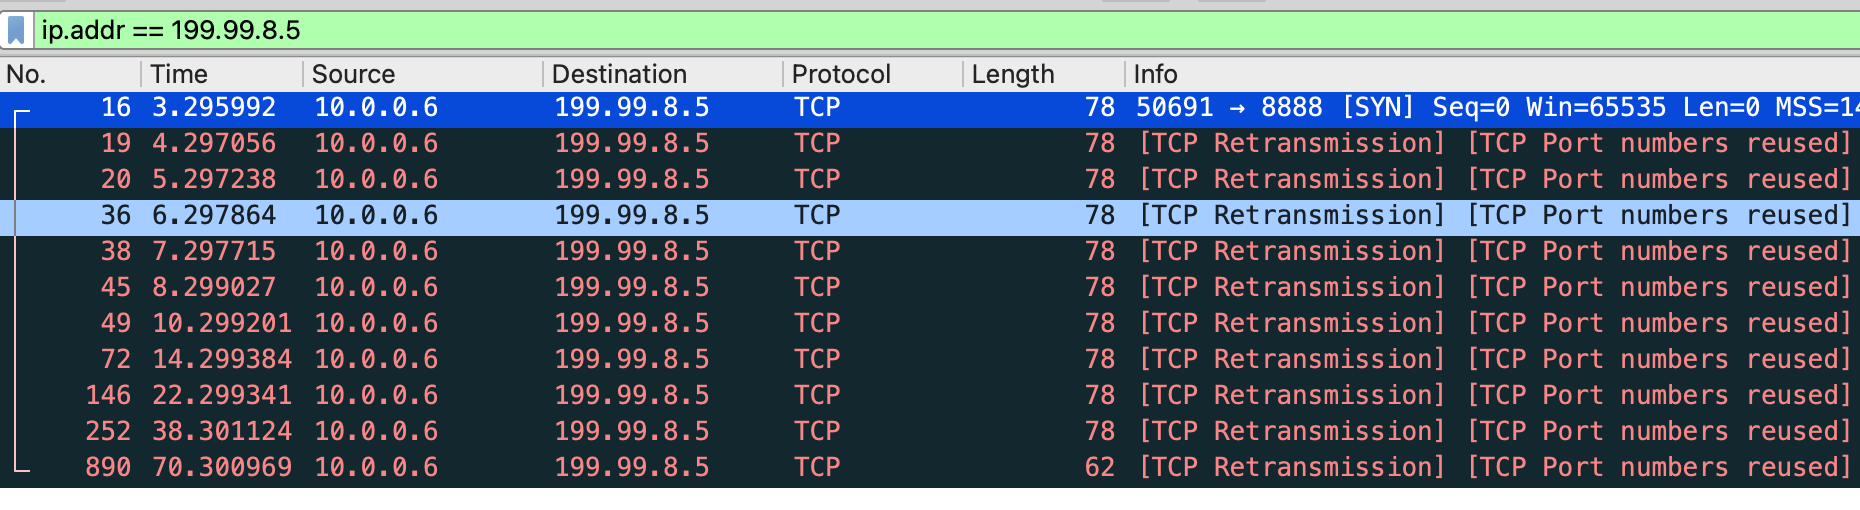 ip.addr == 199.99.8.5
No. Time Source Destination Protocol Length Info
16 3.295992 10.0.0.6 199.99.8.5 TCP 78 50691 → 8888 [SYN] Seq=0 Win=65535 Len=0 MSS=14
19 4.297056 10.0.0.6 199.99.8.5 TCP 78 [TCP Retransmission] [TCP Port numbers reused]
20 5.297238 10.0.0.6 199.99.8.5 TCP 78 [TCP Retransmission] [TCP Port numbers reused]
36 6.297864 10.0.0.6 199.99.8.5 TCP 78 [TCP Retransmission] [TCP Port numbers reused]
38 7.297715 10.0.0.6 199.99.8.5 TCP 78 [TCP Retransmission] [TCP Port numbers reused]
45 8.299027 10.0.0.6 199.99.8.5 TCP 78 [TCP Retransmission] [TCP Port numbers reused]
49 10.299201 10.0.0.6 199.99.8.5 TCP 78 [TCP Retransmission] [TCP Port numbers reused]
72 14.299384 10.0.0.6 199.99.8.5 TCP 78 [TCP Retransmission] [TCP Port numbers reused]
146 22.299341 10.0.0.6 199.99.8.5 TCP 78 [TCP Retransmission] [TCP Port numbers reused]
252 38.301124 10.0.0.6 199.99.8.5 TCP 78 [TCP Retransmission] [TCP Port numbers reused]
890 70.300969 10.0.0.6 199.99.8.5 TCP 62 [TCP Retransmission] [TCP Port numbers reused]